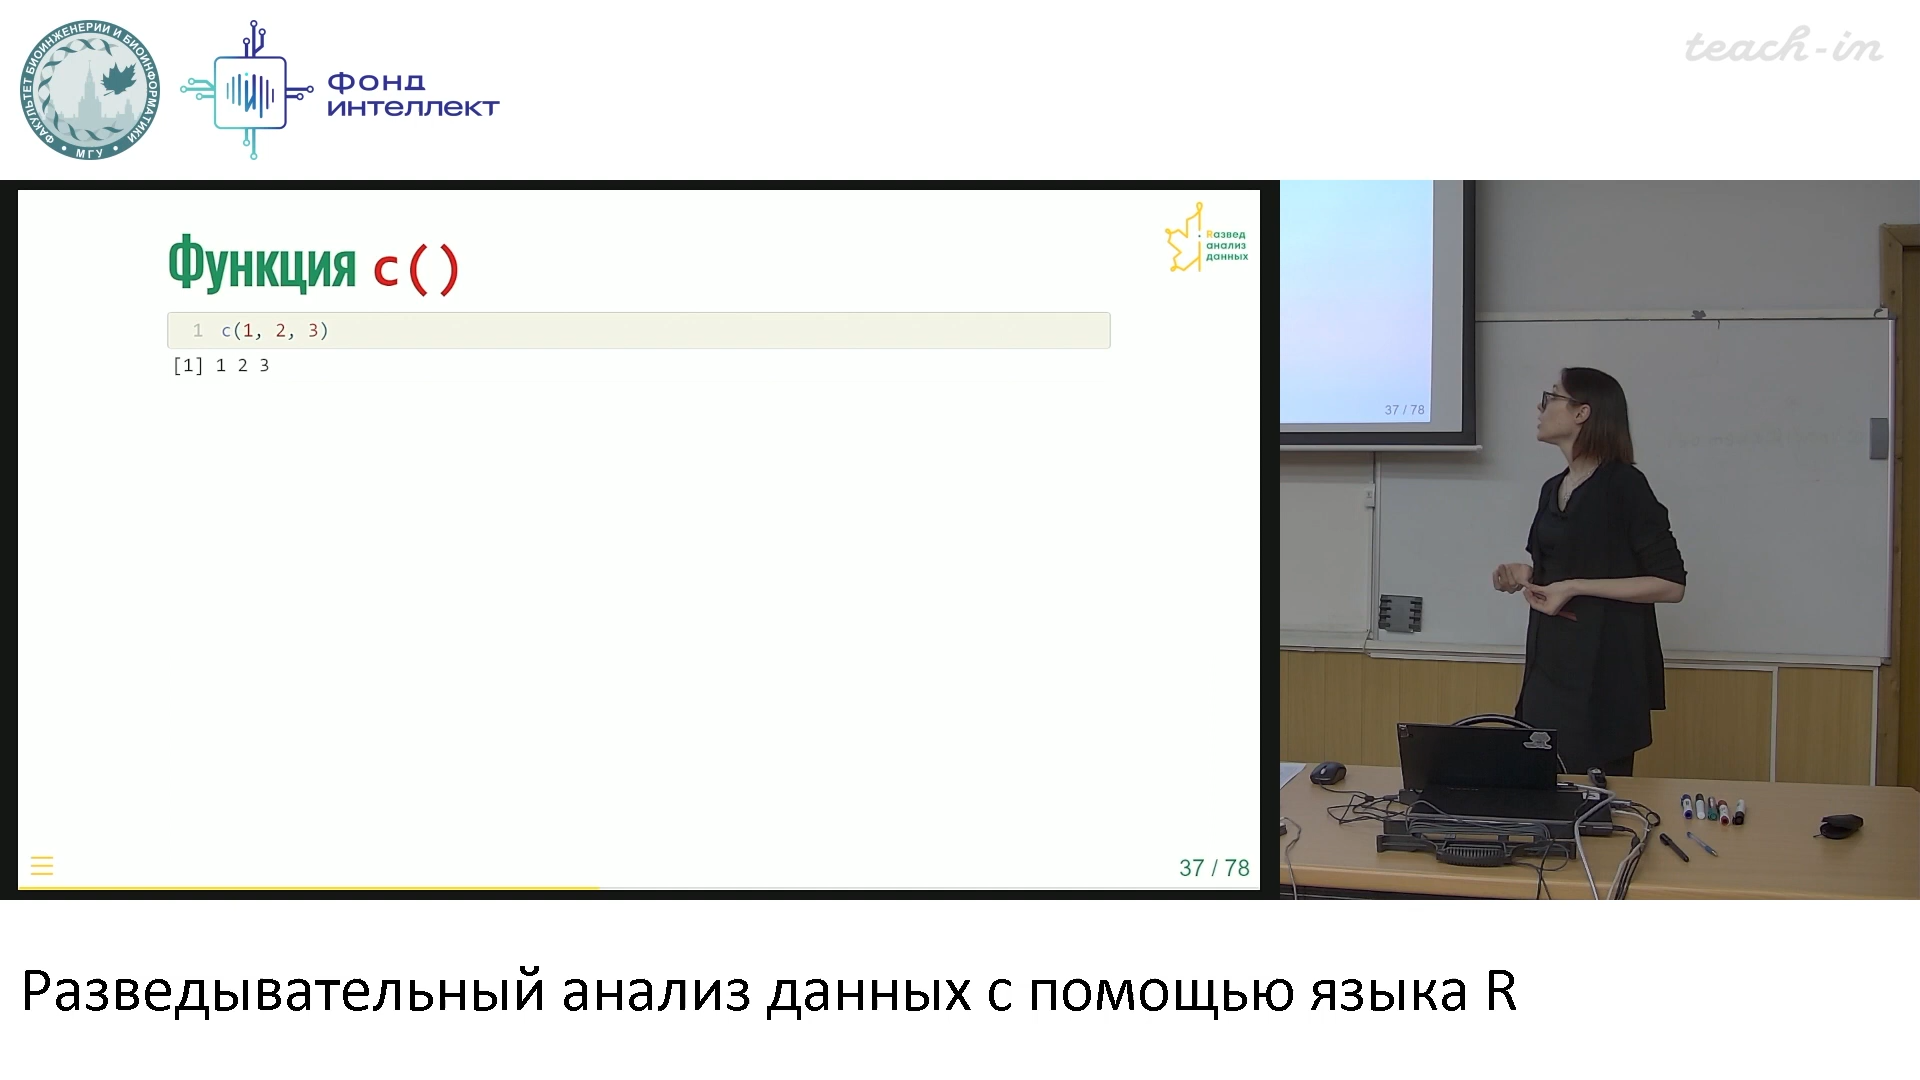 ФАКУЛЬТЕТ БИОИНЖЕНЕРИИ И БИОИНФОРМАТИКИ
• МГУ •
ФОНД
ИНТЕЛЛЕКТ
teach-in
Функция c()
Rазвед
анализ
данных
1 c(1, 2, 3)
[1] 1 2 3
37 / 78
37 / 78
Разведывательный анализ данных с помощью языка R